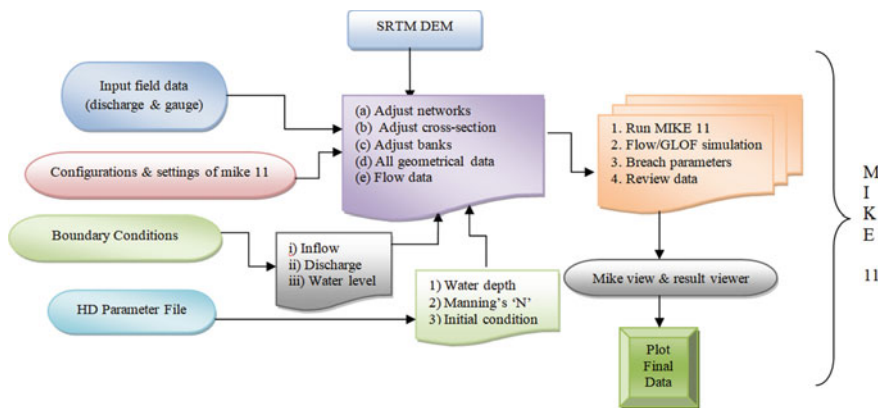 SRTM DEM
Input field data
(discharge & gauge)
Configurations & settings of mike 11
Boundary Conditions
HD Parameter File
(a) Adjust networks
(b) Adjust cross-section
(c) Adjust banks
(d) All geometrical data
(e) Flow data
i) Inflow
ii) Discharge
iii) Water level
1) Water depth
2) Manning's 'N'
3) Initial condition
1. Run MIKE 11
2. Flow/GLOF simulation
3. Breach parameters
4. Review data
Mike view & result viewer
Plot
Final
Data
M
I
K
E
11